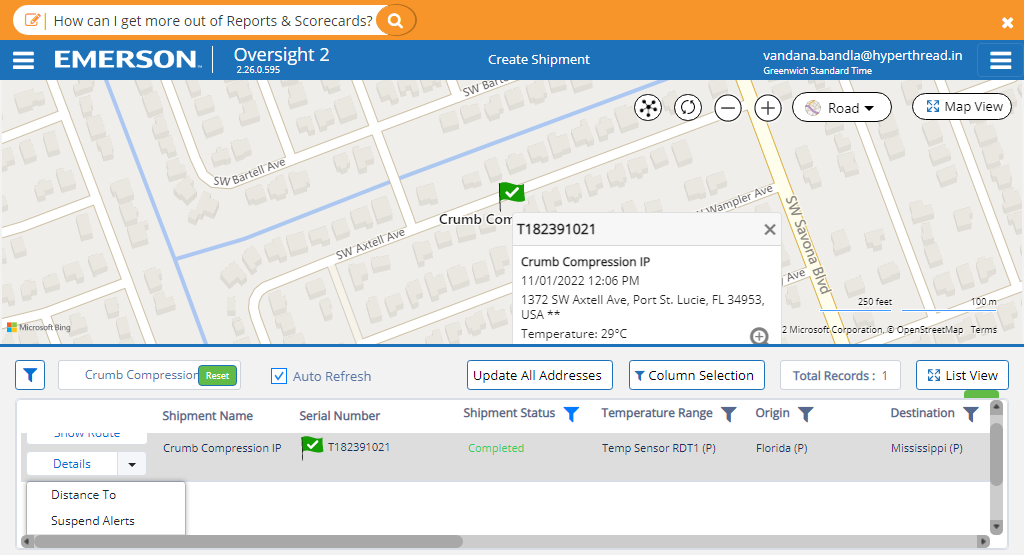 How can I get more out of Reports & Scorecards?
EMERSON
Oversight 2
2.26.0.595
Create Shipment
vandana.bandla@hyperthread.in
Greenwich Standard Time
SW Bartell Ave
SW Bartell Ave
Road
Map View
Crumb Com
SW Axtell Ave
W Wampler Ave
SW Savona Blvd
Ave
T182391021
Crumb Compression IP
11/01/2022 12:06 PM
1372 SW Axtell Ave, Port St. Lucie, FL 34953,
USA **
Temperature: 29°C
250 feet
100 m
Microsoft Bing
2 Microsoft Corporation, © OpenStreetMap Terms
Crumb Compression
Reset
Auto Refresh
Update All Addresses
Column Selection
Total Records : 1
List View
Shipment Name
Serial Number
Shipment Status
Temperature Range
Origin
Destination
Show Route
Crumb Compression IP
T182391021
Completed
Temp Sensor RDT1 (P)
Florida (P)
Mississippi (P)
Details
Distance To
Suspend Alerts